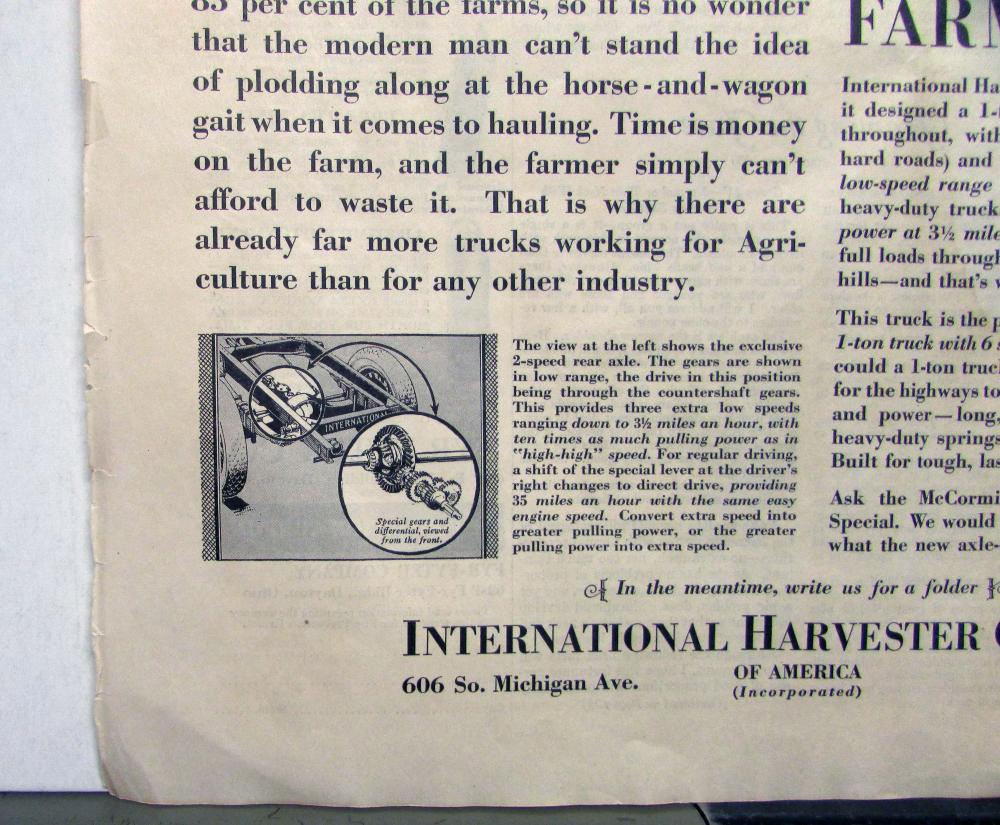 85 per cent of the farms, so it is no wonder
that the modern man can't stand the idea
of plodding along at the horse-and-wagon
gait when it comes to hauling. Time is money
on the farm, and the farmer simply can't
afford to waste it. That is why there are
already far more trucks working for Agri-
culture than for any other industry.
INTERNATIONAL
Special gears and
differential, viewed
from the front.
The view at the left shows the exclusive
2-speed rear axle. The gears are shown
in low range, the drive in this position
being through the countershaft gears.
This provides three extra low speeds
ranging down to 3½ miles an hour, with
ten times as much pulling power as in
"high-high" speed. For regular driving,
a shift of the special lever at the driver's
right changes to direct drive, providing
35 miles an hour with the same easy
engine speed. Convert extra speed into
greater pulling power, or the greater
pulling power into extra speed.
FARM
International Ha
it designed a 1-
throughout, with
hard roads) and
low-speed range
heavy-duty truck
power at 3½ mile
full loads through
hills—and that's
This truck is the p
1-ton truck with 6
could a 1-ton truc
for the highways to
and power—long,
heavy-duty springs
Built for tough, las
Ask the McCormi
Special. We would
what the new axle-
In the meantime, write us for a folder
INTERNATIONAL HARVESTER
606 So. Michigan Ave.
OF AMERICA
(Incorporated)